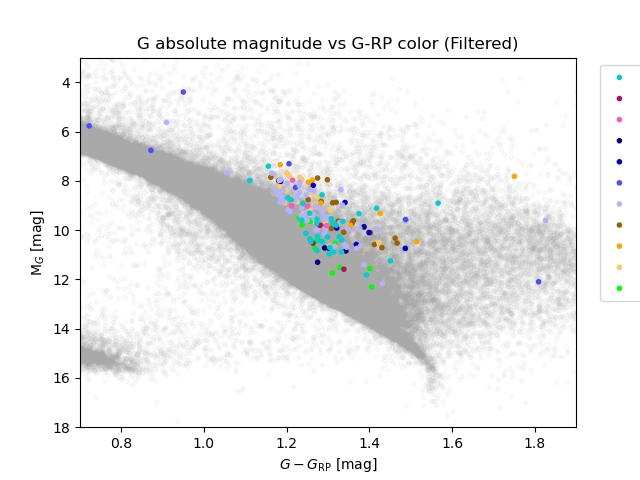 G absolute magnitude vs G-RP color (Filtered)
4
6
8
10
12
14
16
18
M_G [mag]
0.8 1.0 1.2 1.4 1.6 1.8
G − G_RP [mag]